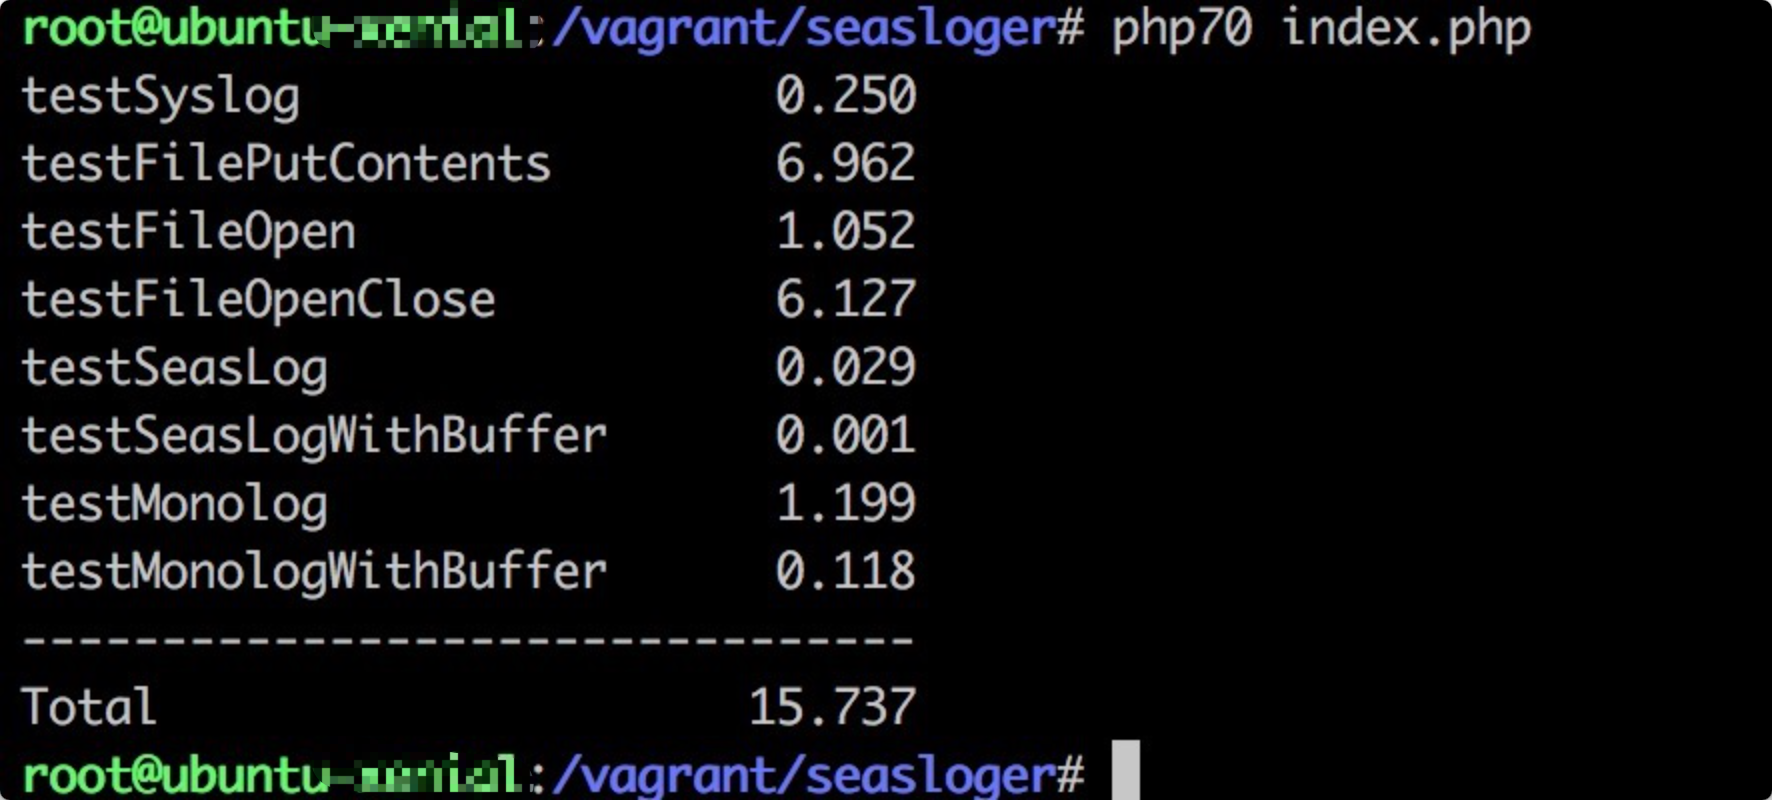 root@ubuntu :/vagrant/seasloger# php70 index.php
testSyslog 0.250
testFilePutContents 6.962
testFileOpen 1.052
testFileOpenClose 6.127
testSeasLog 0.029
testSeasLogWithBuffer 0.001
testMonolog 1.199
testMonologWithBuffer 0.118
--------------------------------
Total 15.737
root@ubuntu :/vagrant/seasloger#